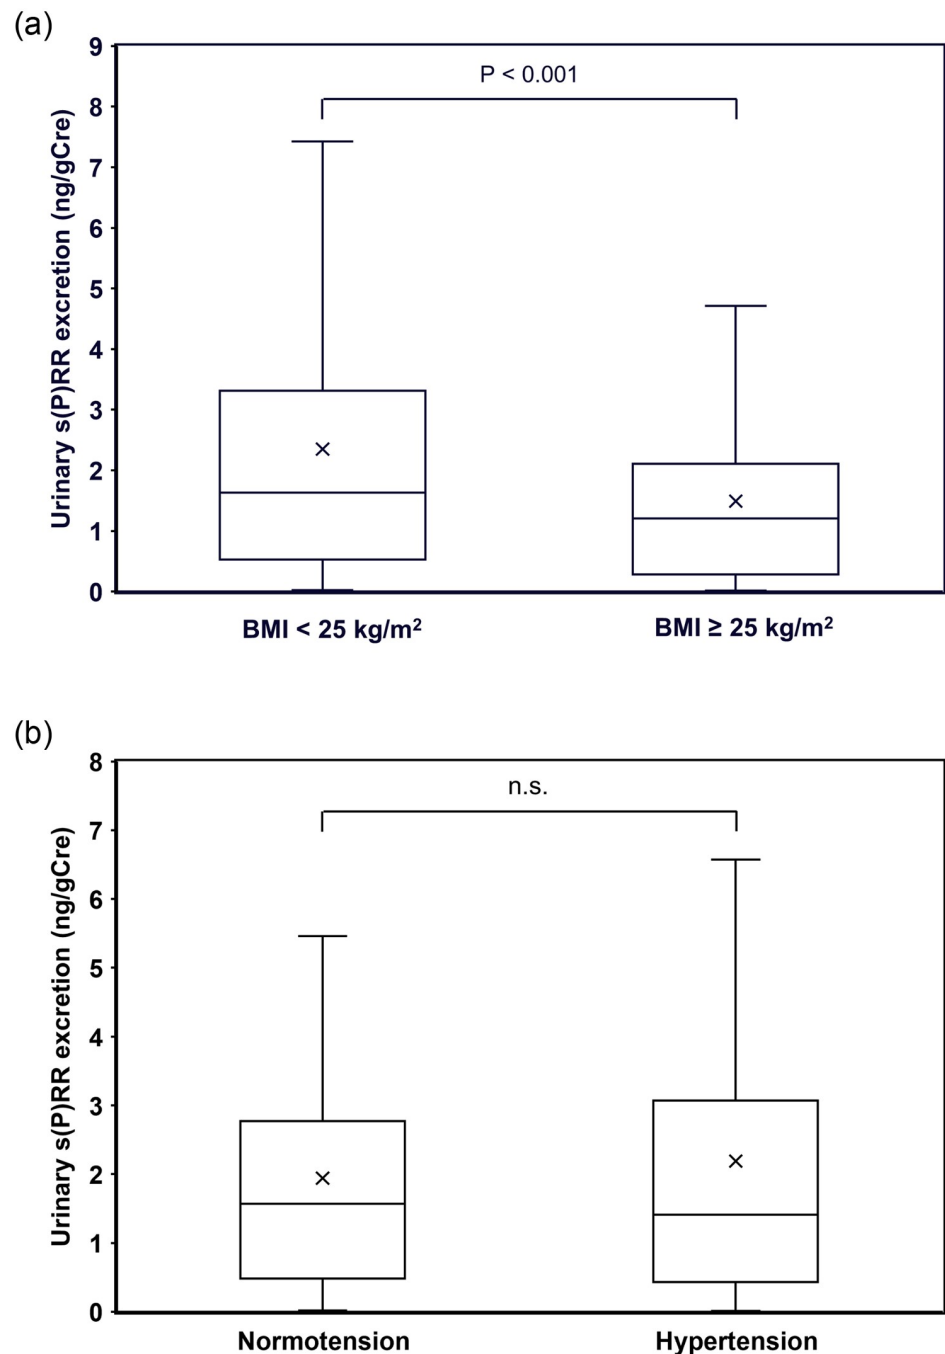 (a)
Urinary s(P)RR excretion (ng/gCre)
9
8
7
6
5
4
3
2
1
0
P < 0.001
×
×
BMI < 25 kg/m²
BMI ≥ 25 kg/m²
(b)
Urinary s(P)RR excretion (ng/gCre)
8
7
6
5
4
3
2
1
0
n.s.
×
×
Normotension
Hypertension